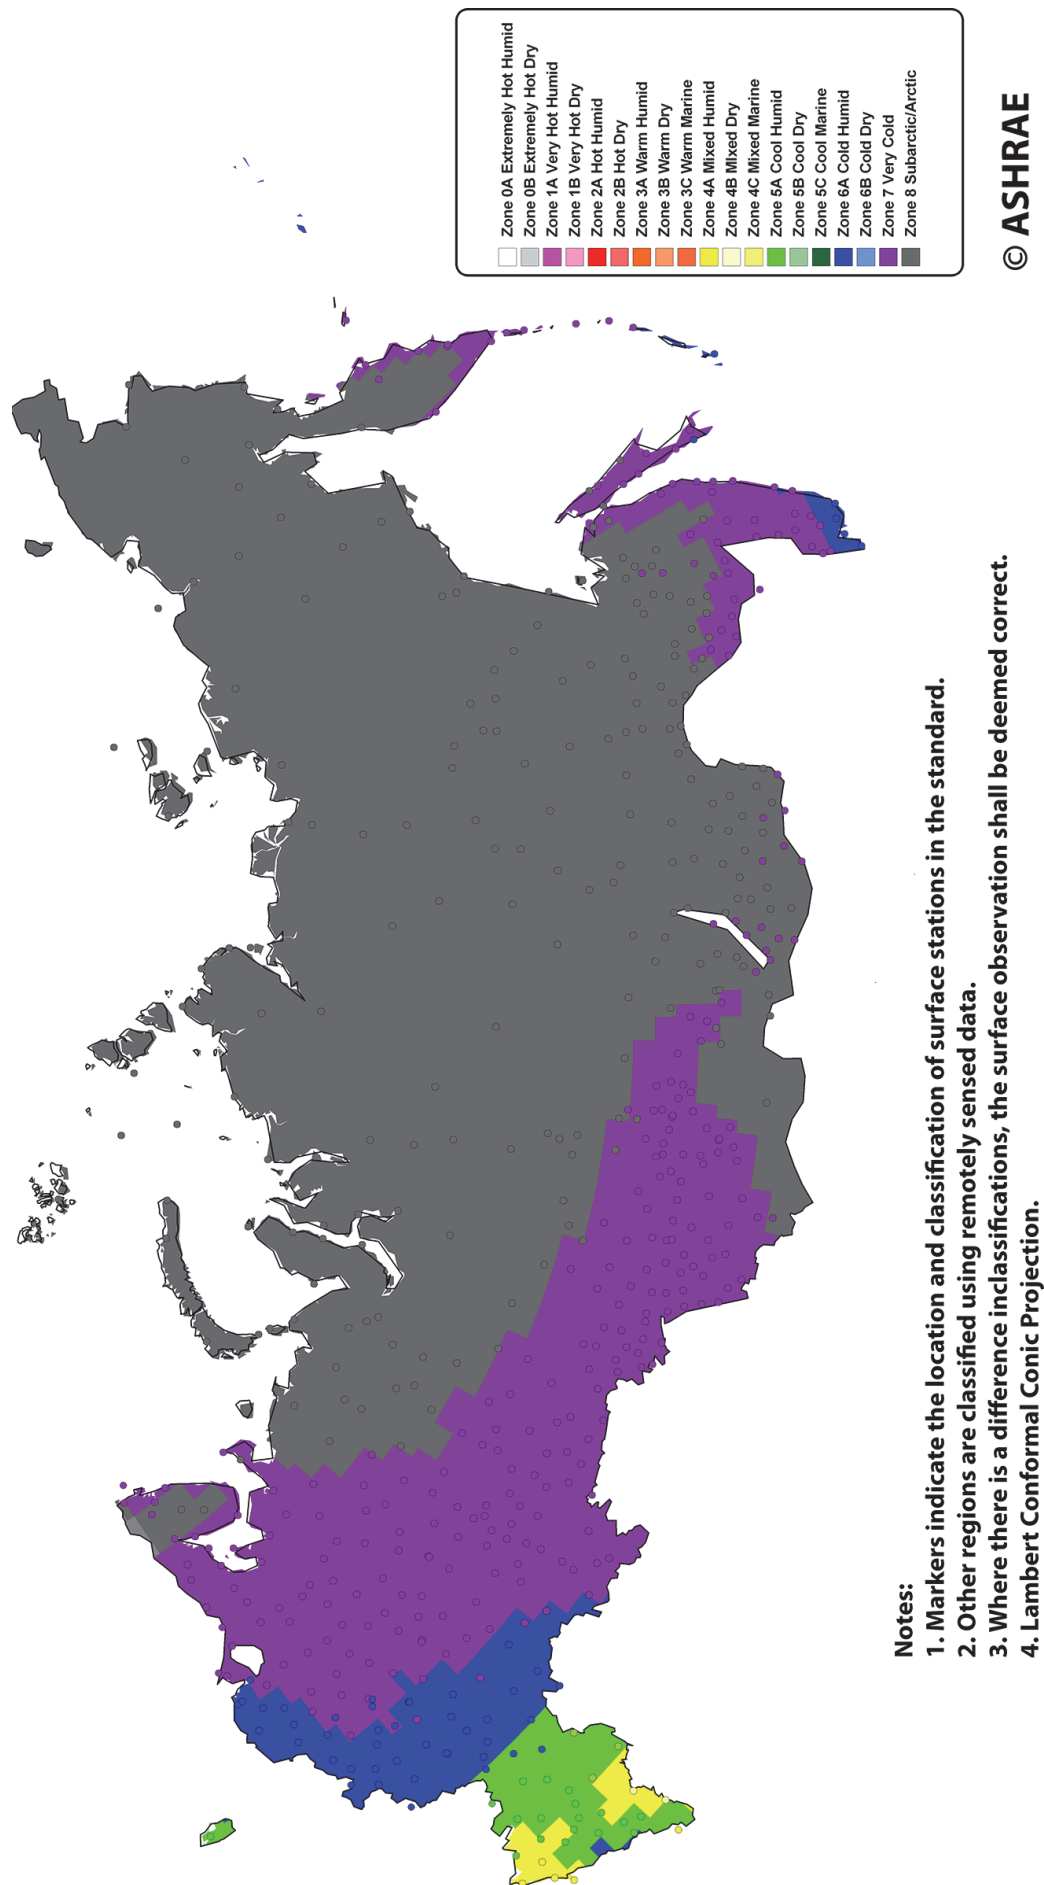 Zone 0A Extremely Hot Humid
Zone 0B Extremely Hot Dry
Zone 1A Very Hot Humid
Zone 1B Very Hot Dry
Zone 2A Hot Humid
Zone 2B Hot Dry
Zone 3A Warm Humid
Zone 3B Warm Dry
Zone 3C Warm Marine
Zone 4A Mixed Humid
Zone 4B MIxed Dry
Zone 4C Mixed Marine
Zone 5A Cool Humid
Zone 5B Cool Dry
Zone 5C Cool Marine
Zone 6A Cold Humid
Zone 6B Cold Dry
Zone 7 Very Cold
Zone 8 Subarctic/Arctic
Notes:
1. Markers indicate the location and classification of surface stations in the standard.
2. Other regions are classified using remotely sensed data.
3. Where there is a difference inclassifications, the surface observation shall be deemed correct.
4. Lambert Conformal Conic Projection.
© ASHRAE